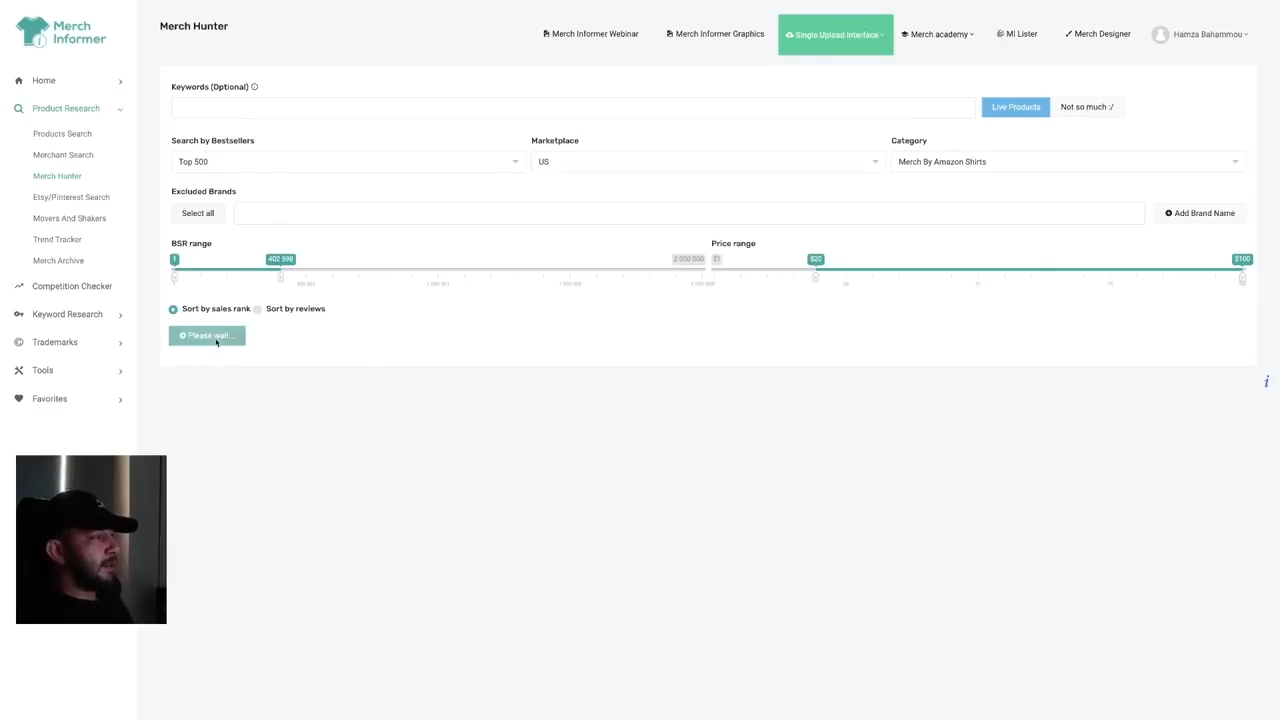 Merch
Informer
Merch Hunter
Merch Informer Webinar
Merch Informer Graphics
Single Upload Interface
Merch academy
MI Lister
Merch Designer
Hamza Bahammou
Home
Product Research
Products Search
Merchant Search
Merch Hunter
Etsy/Pinterest Search
Movers And Shakers
Trend Tracker
Merch Archive
Competition Checker
Keyword Research
Trademarks
Tools
Favorites
Keywords (Optional)
Live Products
Not so much :/
Search by Bestsellers
Marketplace
Category
Top 500
US
Merch By Amazon Shirts
Excluded Brands
Select all
Add Brand Name
BSR range
Price range
1
402 598
2 000 000
$1
$20
$100
Sort by sales rank
Sort by reviews
Please wait...
i